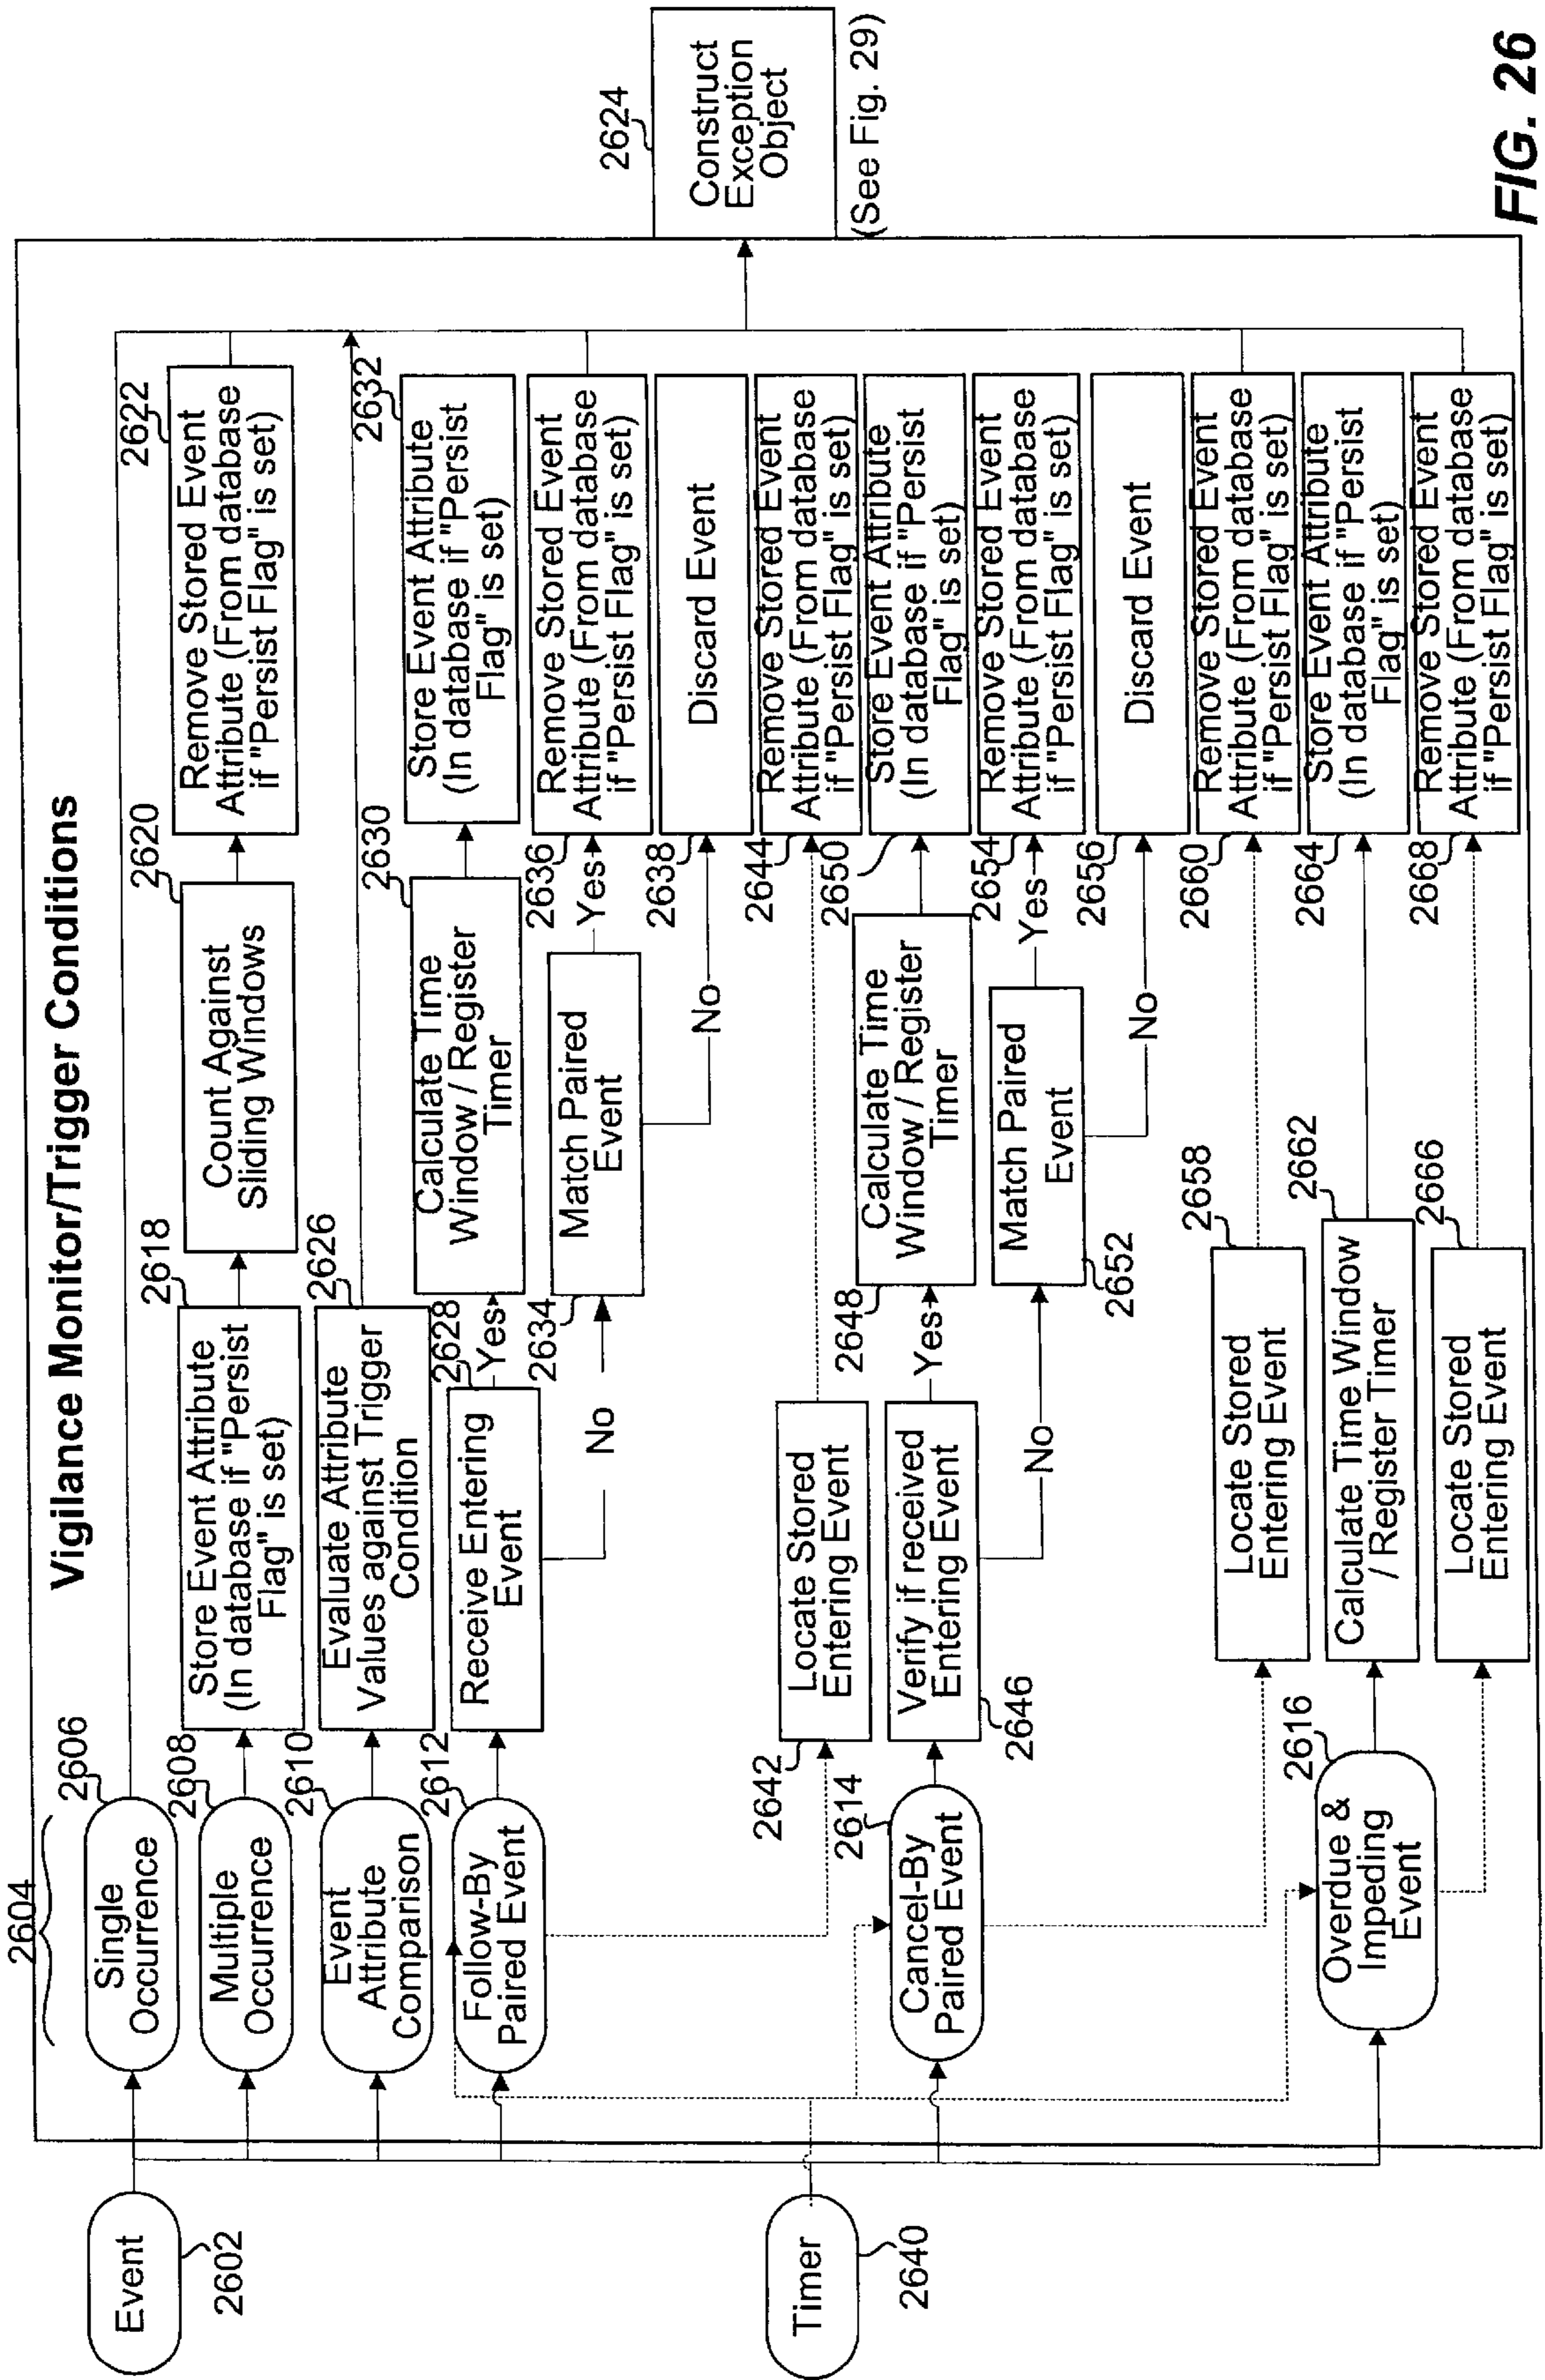 Vigilance Monitor/Trigger Conditions
2604
Event
2602
Timer
2640
Single
Occurrence
2606
Multiple
Occurrence
2608
Store Event Attribute
(In database if "Persist
Flag" is set)
2618
Count Against
Sliding Windows
2620
Remove Stored Event
Attribute (From database
if "Persist Flag" is set)
2622
Event
Attribute
Comparison
2610
Evaluate Attribute
Values against Trigger
Condition
2626
Follow-By
Paired Event
2612
Receive Entering
Event
2628
Yes
Calculate Time
Window / Register
Timer
2630
Store Event Attribute
(In database if "Persist
Flag" is set)
2632
No
2634
Match Paired
Event
Yes
2636
Remove Stored Event
Attribute (From database
if "Persist Flag" is set)
No
2638
Discard Event
2642
Locate Stored
Entering Event
2644
Remove Stored Event
Attribute (From database
if "Persist Flag" is set)
Cancel-By
Paired Event
2614
Verify if received
Entering Event
2646
Yes
2648
Calculate Time
Window / Register
Timer
2650
Store Event Attribute
(In database if "Persist
Flag" is set)
No
Match Paired
Event
2652
Yes
2654
Remove Stored Event
Attribute (From database
if "Persist Flag" is set)
No
2656
Discard Event
Locate Stored
Entering Event
2658
2660
Remove Stored Event
Attribute (From database
if "Persist Flag" is set)
Overdue &
Impeding
Event
2616
Calculate Time Window
/ Register Timer
2662
2664
Store Event Attribute
(In database if "Persist
Flag" is set)
Locate Stored
Entering Event
2666
2668
Remove Stored Event
Attribute (From database
if "Persist Flag" is set)
2624
Construct
Exception
Object
(See Fig. 29)
FIG. 26